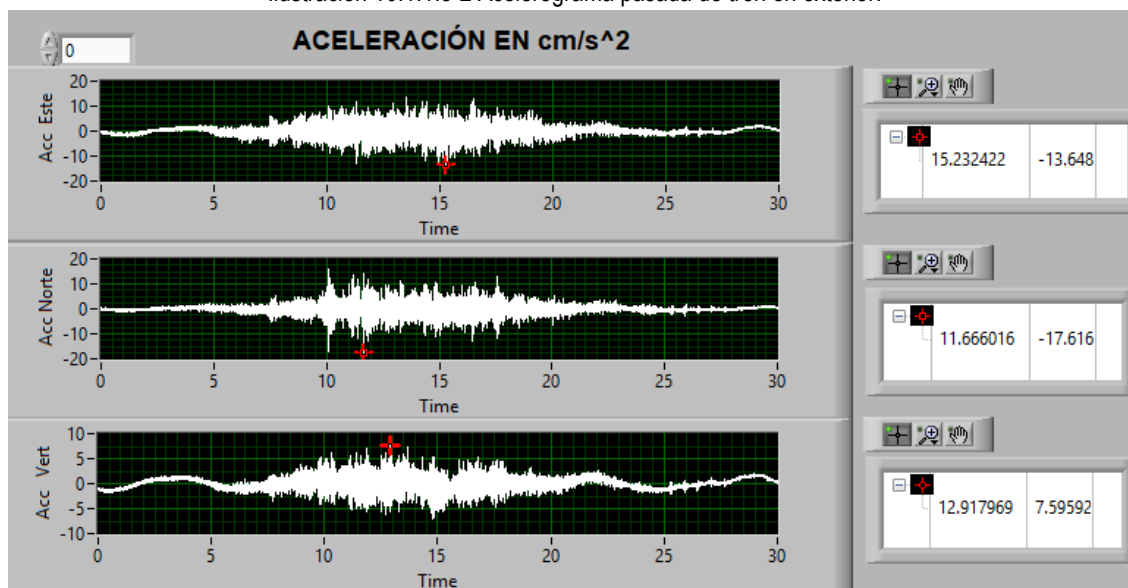 0
ACELERACIÓN EN cm/s^2
Acc Este
20
10
0
-10
-20
0 5 10 15 20 25 30
Time
15.232422 -13.648
Acc Norte
20
10
0
-10
-20
0 5 10 15 20 25 30
Time
11.666016 -17.616
Acc Vert
10
5
0
-5
-10
0 5 10 15 20 25 30
Time
12.917969 7.59592